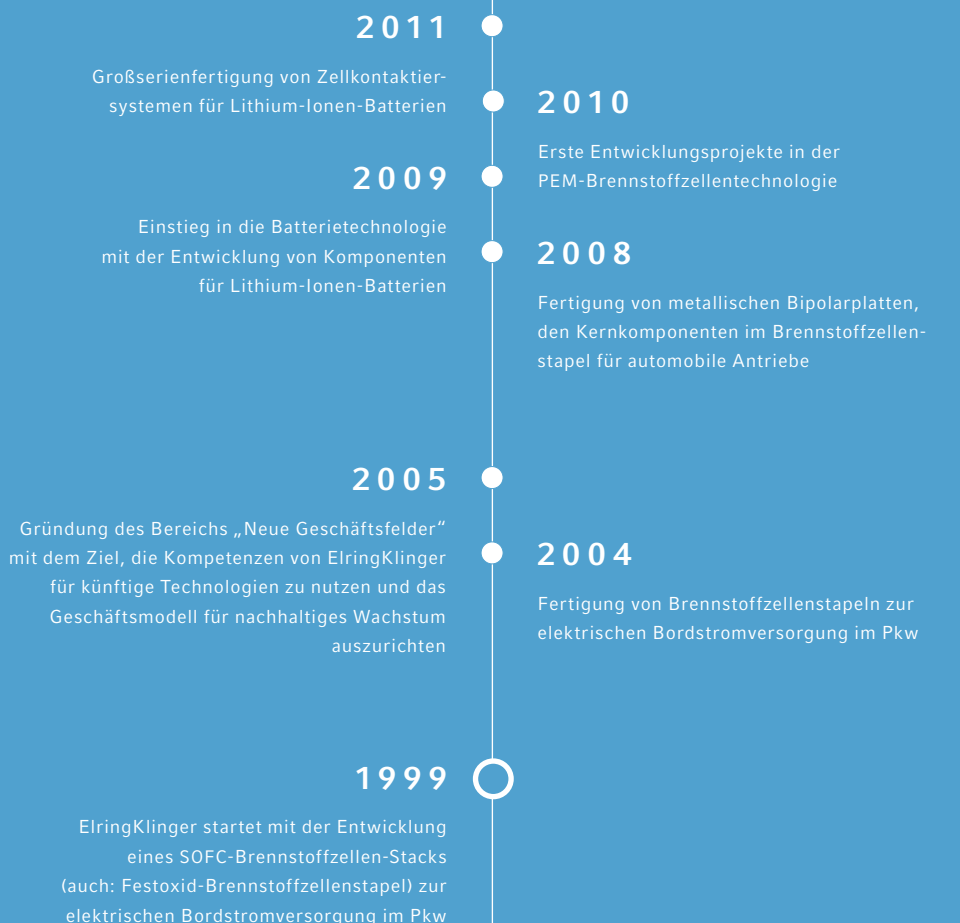 2011
Großserienfertigung von Zellkontaktier-
systemen für Lithium-Ionen-Batterien
2010
Erste Entwicklungsprojekte in der
PEM-Brennstoffzellentechnologie
2009
Einstieg in die Batterietechnologie
mit der Entwicklung von Komponenten
für Lithium-Ionen-Batterien
2008
Fertigung von metallischen Bipolarplatten,
den Kernkomponenten im Brennstoffzellen-
stapel für automobile Antriebe
2005
Gründung des Bereichs „Neue Geschäftsfelder“
mit dem Ziel, die Kompetenzen von ElringKlinger
für künftige Technologien zu nutzen und das
Geschäftsmodell für nachhaltiges Wachstum
auszurichten
2004
Fertigung von Brennstoffzellenstapeln zur
elektrischen Bordstromversorgung im Pkw
1999
ElringKlinger startet mit der Entwicklung
eines SOFC-Brennstoffzellen-Stacks
(auch: Festoxid-Brennstoffzellenstapel) zur
elektrischen Bordstromversorgung im Pkw